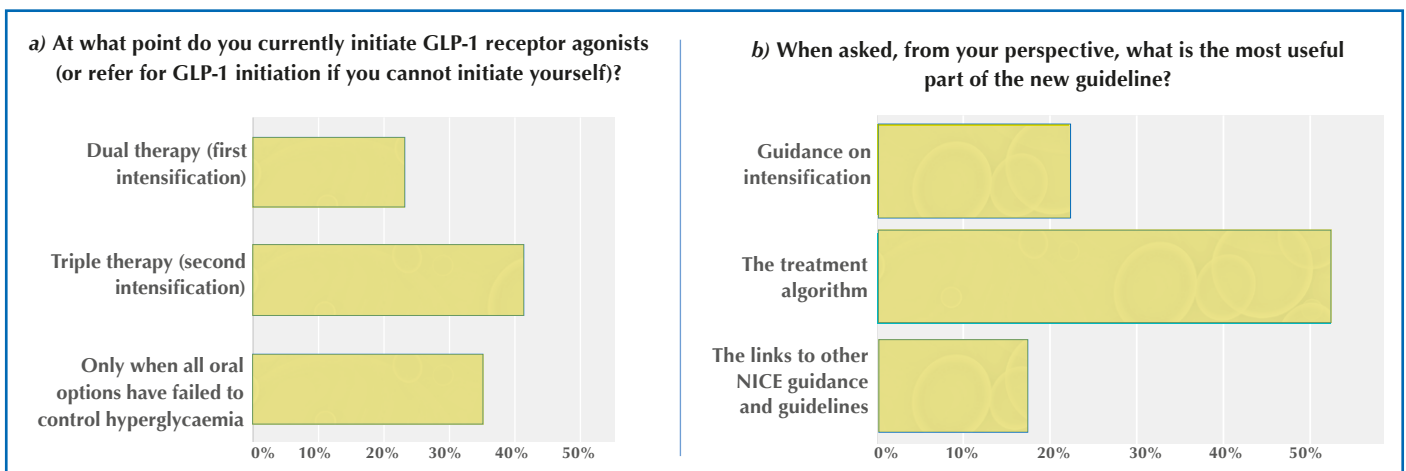 a) At what point do you currently initiate GLP-1 receptor agonists
(or refer for GLP-1 initiation if you cannot initiate yourself)?
Dual therapy (first
intensification)
Triple therapy (second
intensification)
Only when all oral
options have failed to
control hyperglycaemia
0% 10% 20% 30% 40% 50%
b) When asked, from your perspective, what is the most useful
part of the new guideline?
Guidance on
intensification
The treatment
algorithm
The links to other
NICE guidance
and guidelines
0% 10% 20% 30% 40% 50%